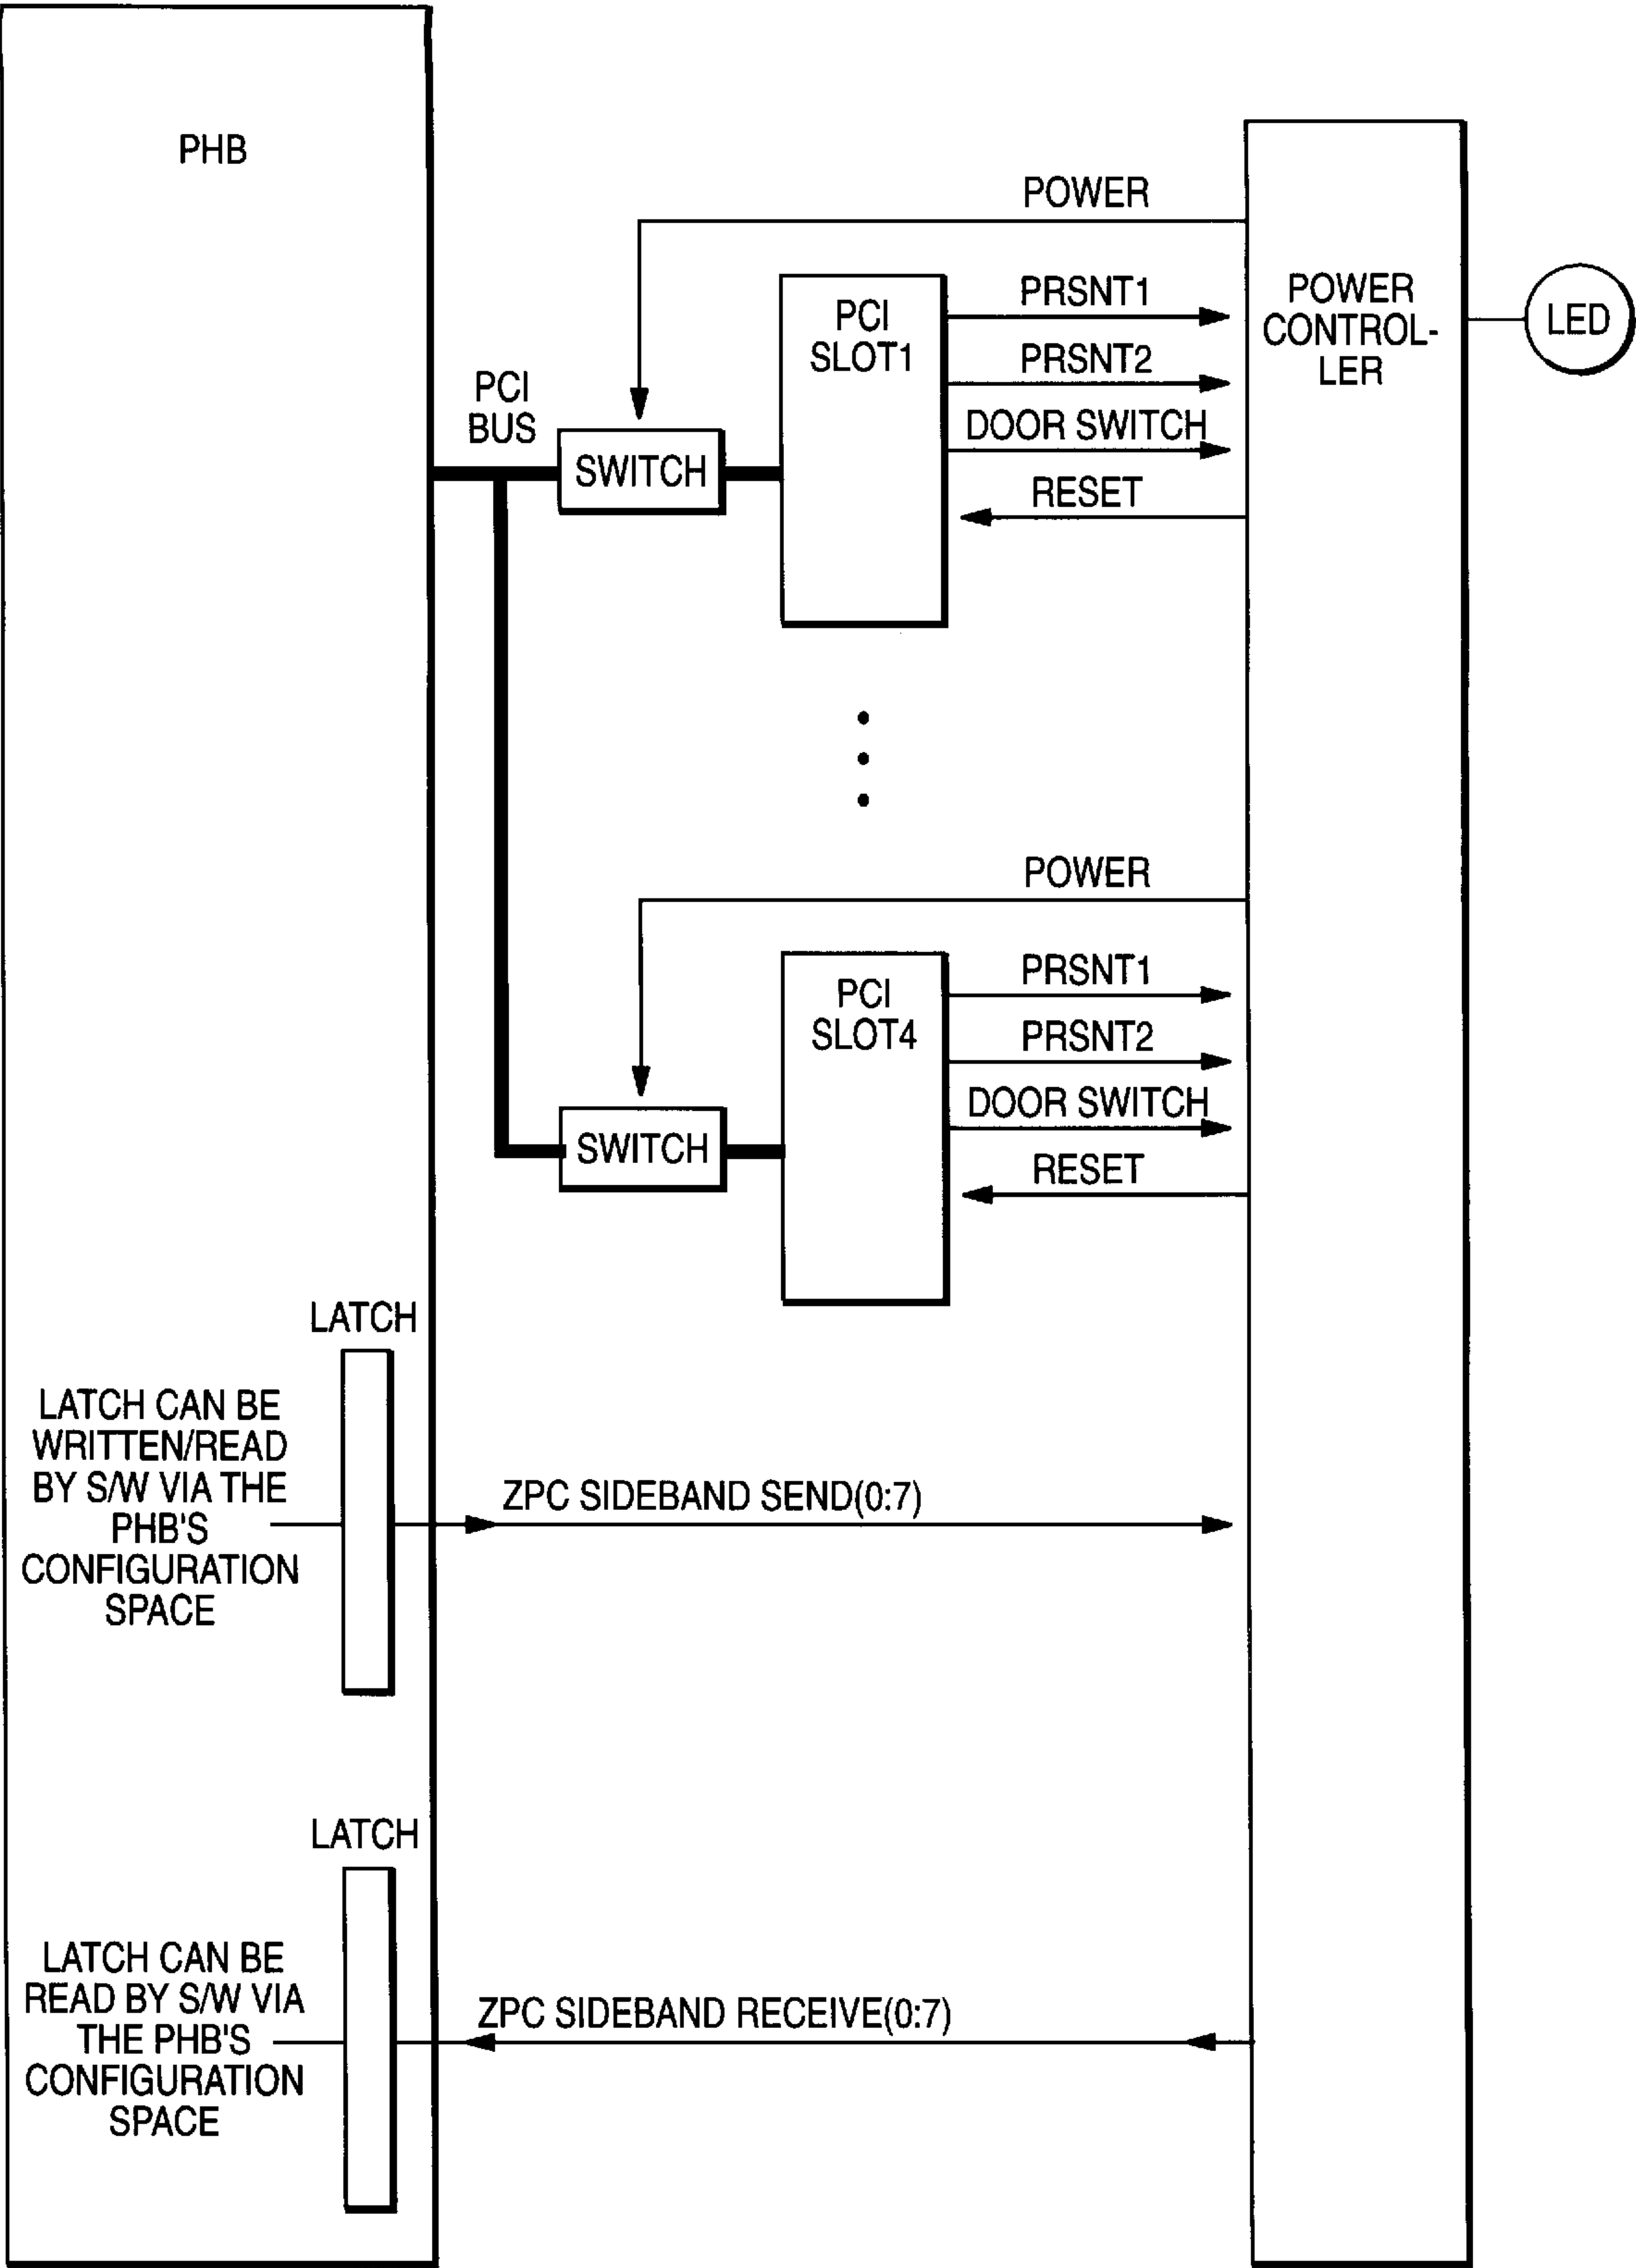 PHB
POWER
PCI
SLOT1
PRSNT1
PRSNT2
DOOR SWITCH
RESET
POWER
CONTROL-
LER
LED
PCI
BUS
SWITCH
POWER
PCI
SLOT4
PRSNT1
PRSNT2
DOOR SWITCH
RESET
SWITCH
LATCH
LATCH CAN BE
WRITTEN/READ
BY S/W VIA THE
PHB'S
CONFIGURATION
SPACE
ZPC SIDEBAND SEND(0:7)
LATCH
LATCH CAN BE
READ BY S/W VIA
THE PHB'S
CONFIGURATION
SPACE
ZPC SIDEBAND RECEIVE(0:7)